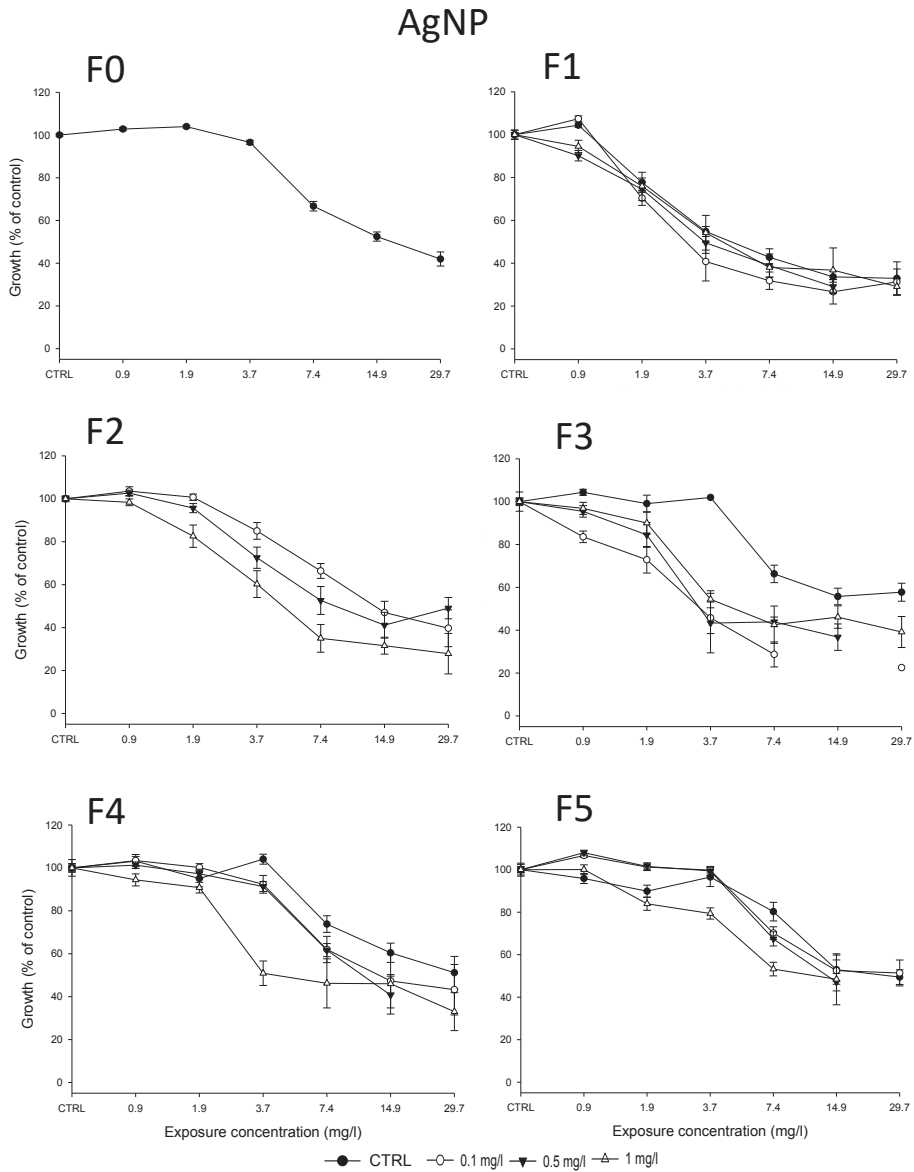 AgNP
F0
F1
Growth (% of control)
120
100
80
60
40
20
0
CTRL 0.9 1.9 3.7 7.4 14.9 29.7
120
100
80
60
40
20
0
CTRL 0.9 1.9 3.7 7.4 14.9 29.7
F2
F3
Growth (% of control)
120
100
80
60
40
20
0
CTRL 0.9 1.9 3.7 7.4 14.9 29.7
120
100
80
60
40
20
0
CTRL 0.9 1.9 3.7 7.4 14.9 29.7
F4
F5
Growth (% of control)
120
100
80
60
40
20
0
CTRL 0.9 1.9 3.7 7.4 14.9 29.7
Exposure concentration (mg/l)
120
100
80
60
40
20
0
CTRL 0.9 1.9 3.7 7.4 14.9 29.7
Exposure concentration (mg/l)
CTRL 0.1 mg/l 0.5 mg/l 1 mg/l